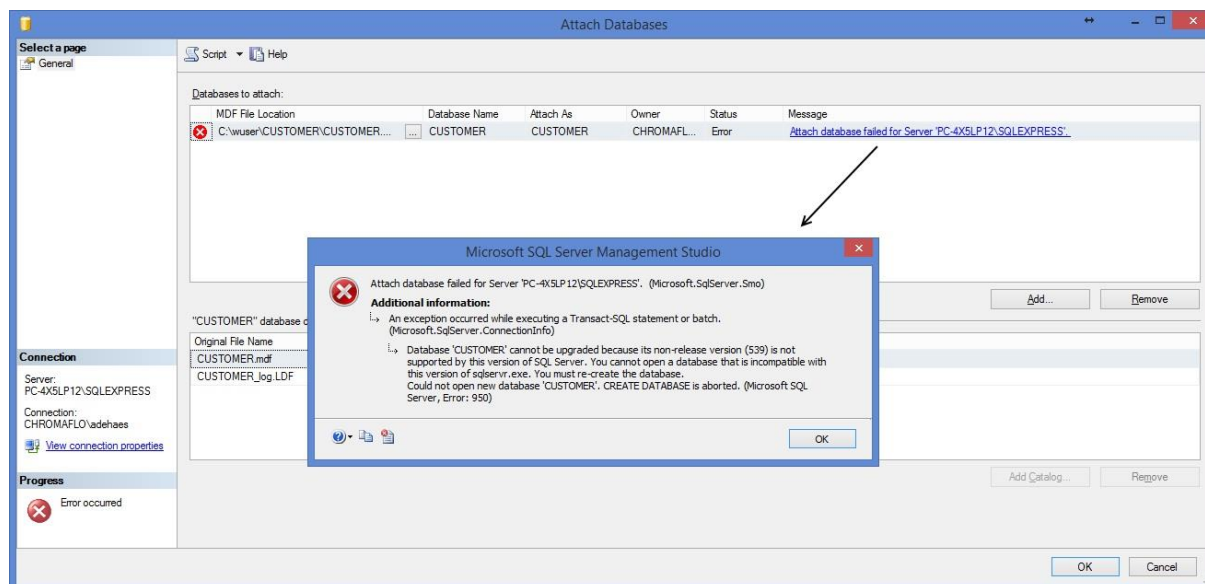 Attach Databases
Select a page
General
Script Help
Databases to attach:
MDF File Location Database Name Attach As Owner Status Message
C:\wuser\CUSTOMER\CUSTOMER.... ... CUSTOMER CUSTOMER CHROMAFL... Error Attach database failed for Server 'PC-4X5LP12\SQLEXPRESS'.
Add... Remove
"CUSTOMER" database d
Original File Name
CUSTOMER.mdf
CUSTOMER_log.LDF
Microsoft SQL Server Management Studio
Attach database failed for Server 'PC-4X5LP12\SQLEXPRESS'. (Microsoft.SqlServer.Smo)
Additional information:
An exception occurred while executing a Transact-SQL statement or batch.
(Microsoft.SqlServer.ConnectionInfo)
Database 'CUSTOMER' cannot be upgraded because its non-release version (539) is not
supported by this version of SQL Server. You cannot open a database that is incompatible with
this version of sqlservr.exe. You must re-create the database.
Could not open new database 'CUSTOMER'. CREATE DATABASE is aborted. (Microsoft SQL
Server, Error: 950)
OK
Connection
Server:
PC-4X5LP12\SQLEXPRESS
Connection:
CHROMAFLO\adehaes
View connection properties
Progress
Error occurred
Add Catalog... Remove
OK Cancel